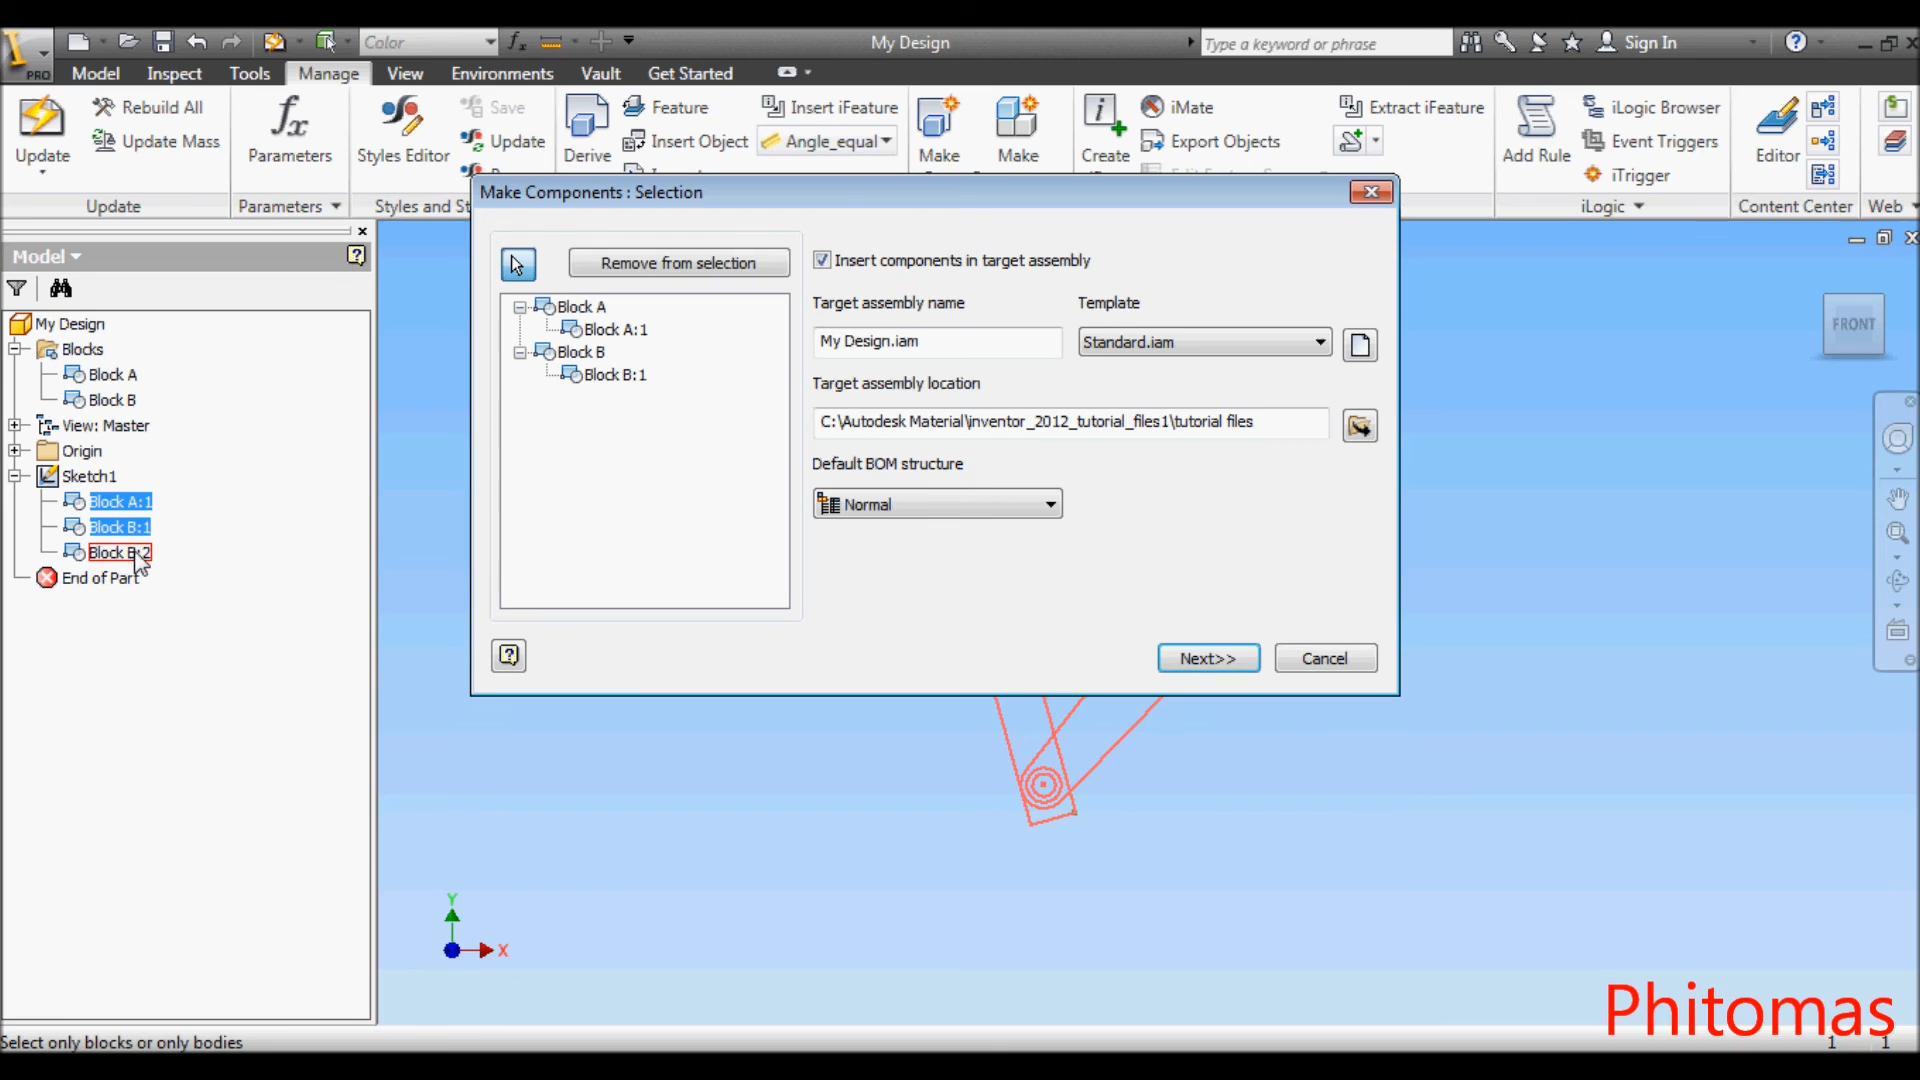 PRO
Color
My Design
Type a keyword or phrase
Sign In
Model Inspect Tools Manage View Environments Vault Get Started
Update
Rebuild All
Update Mass
Update
fx
Parameters
Parameters
Styles Editor
Save
Update
Styles and St
Derive
Feature
Insert Object
Insert iFeature
Angle_equal
Make
Make
Create
iMate
Export Objects
Extract iFeature
Add Rule
iLogic Browser
Event Triggers
iTrigger
iLogic
Editor
Content Center
Web
Model
My Design
Blocks
Block A
Block B
View: Master
Origin
Sketch1
Block A:1
Block B:1
Block B:2
End of Part
Make Components : Selection
Remove from selection
Block A
Block A:1
Block B
Block B:1
Insert components in target assembly
Target assembly name
Template
My Design.iam
Standard.iam
Target assembly location
C:\Autodesk Material\inventor_2012_tutorial_files1\tutorial files
Default BOM structure
Normal
Next>>
Cancel
FRONT
Y
X
Phitomas
Select only blocks or only bodies
1
1